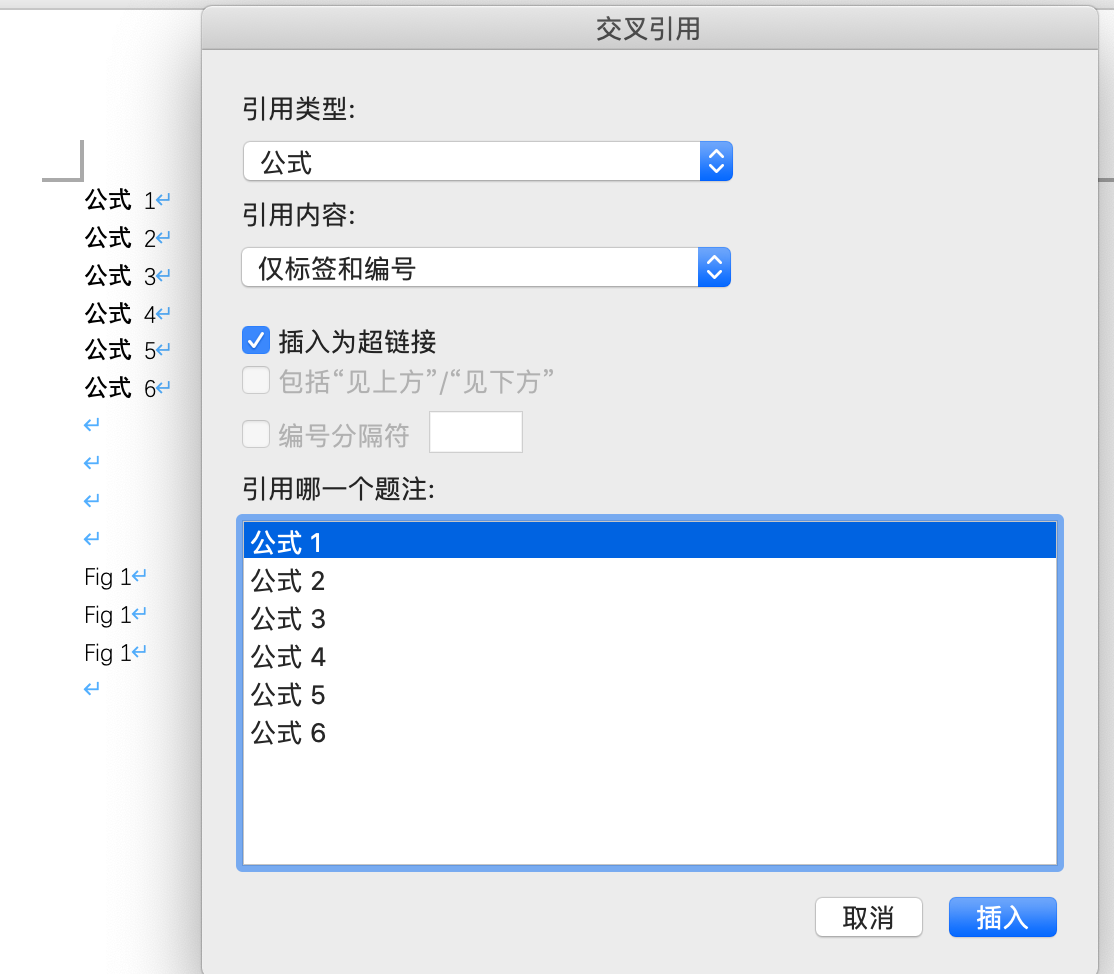 交叉引用
引用类型:
公式
引用内容:
仅标签和编号
插入为超链接
包括“见上方”/“见下方”
编号分隔符
引用哪一个题注:
公式 1
公式 2
公式 3
公式 4
公式 5
公式 6
取消 插入
公式 1
公式 2
公式 3
公式 4
公式 5
公式 6
Fig 1
Fig 1
Fig 1